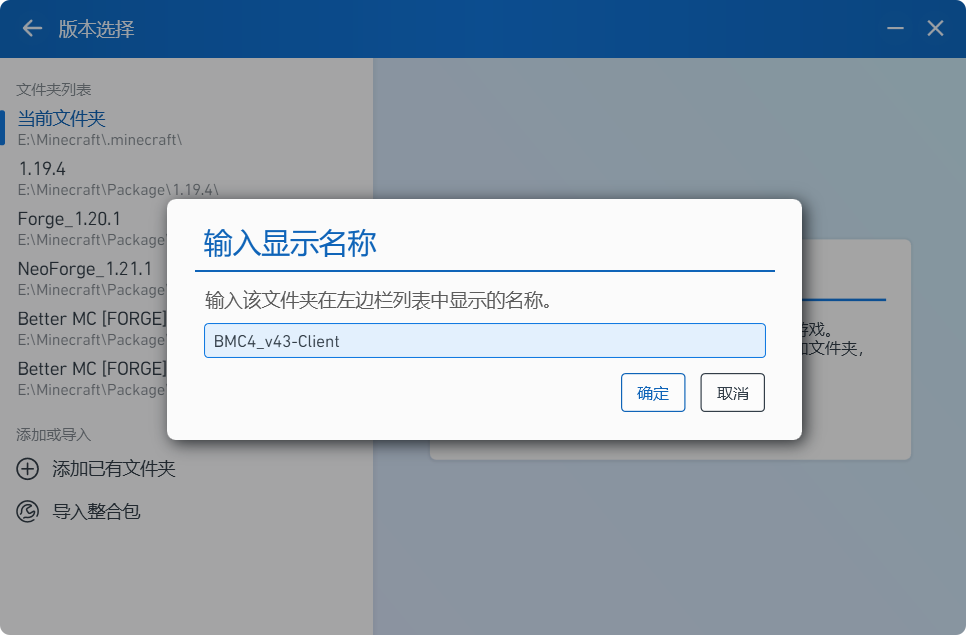 版本选择
文件夹列表
当前文件夹
E:\Minecraft\.minecraft\
1.19.4
E:\Minecraft\Package\1.19.4\
Forge_1.20.1
E:\Minecraft\Package
NeoForge_1.21.1
E:\Minecraft\Package
Better MC [FORGE]
E:\Minecraft\Package
Better MC [FORGE]
E:\Minecraft\Package
添加或导入
添加已有文件夹
导入整合包
输入显示名称
输入该文件夹在左边栏列表中显示的名称。
BMC4_v43-Client
确定
取消
游戏。
文件夹，